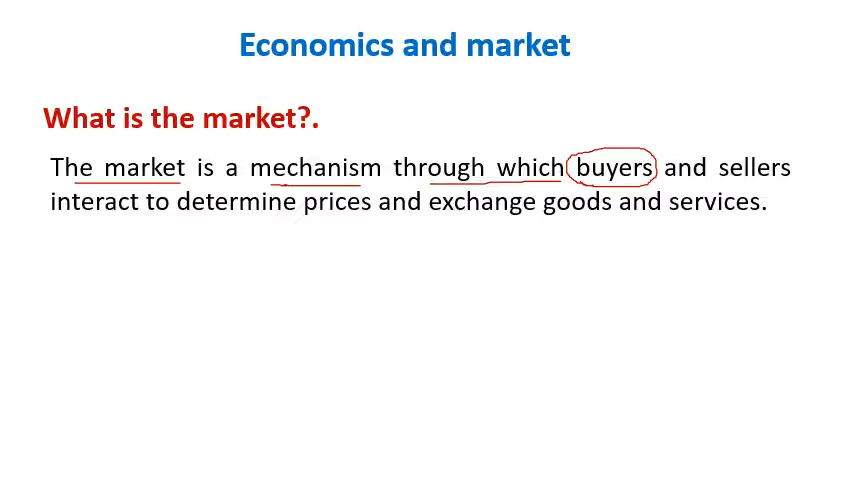 Economics and market
What is the market?.
The market is a mechanism through which buyers and sellers
interact to determine prices and exchange goods and services.